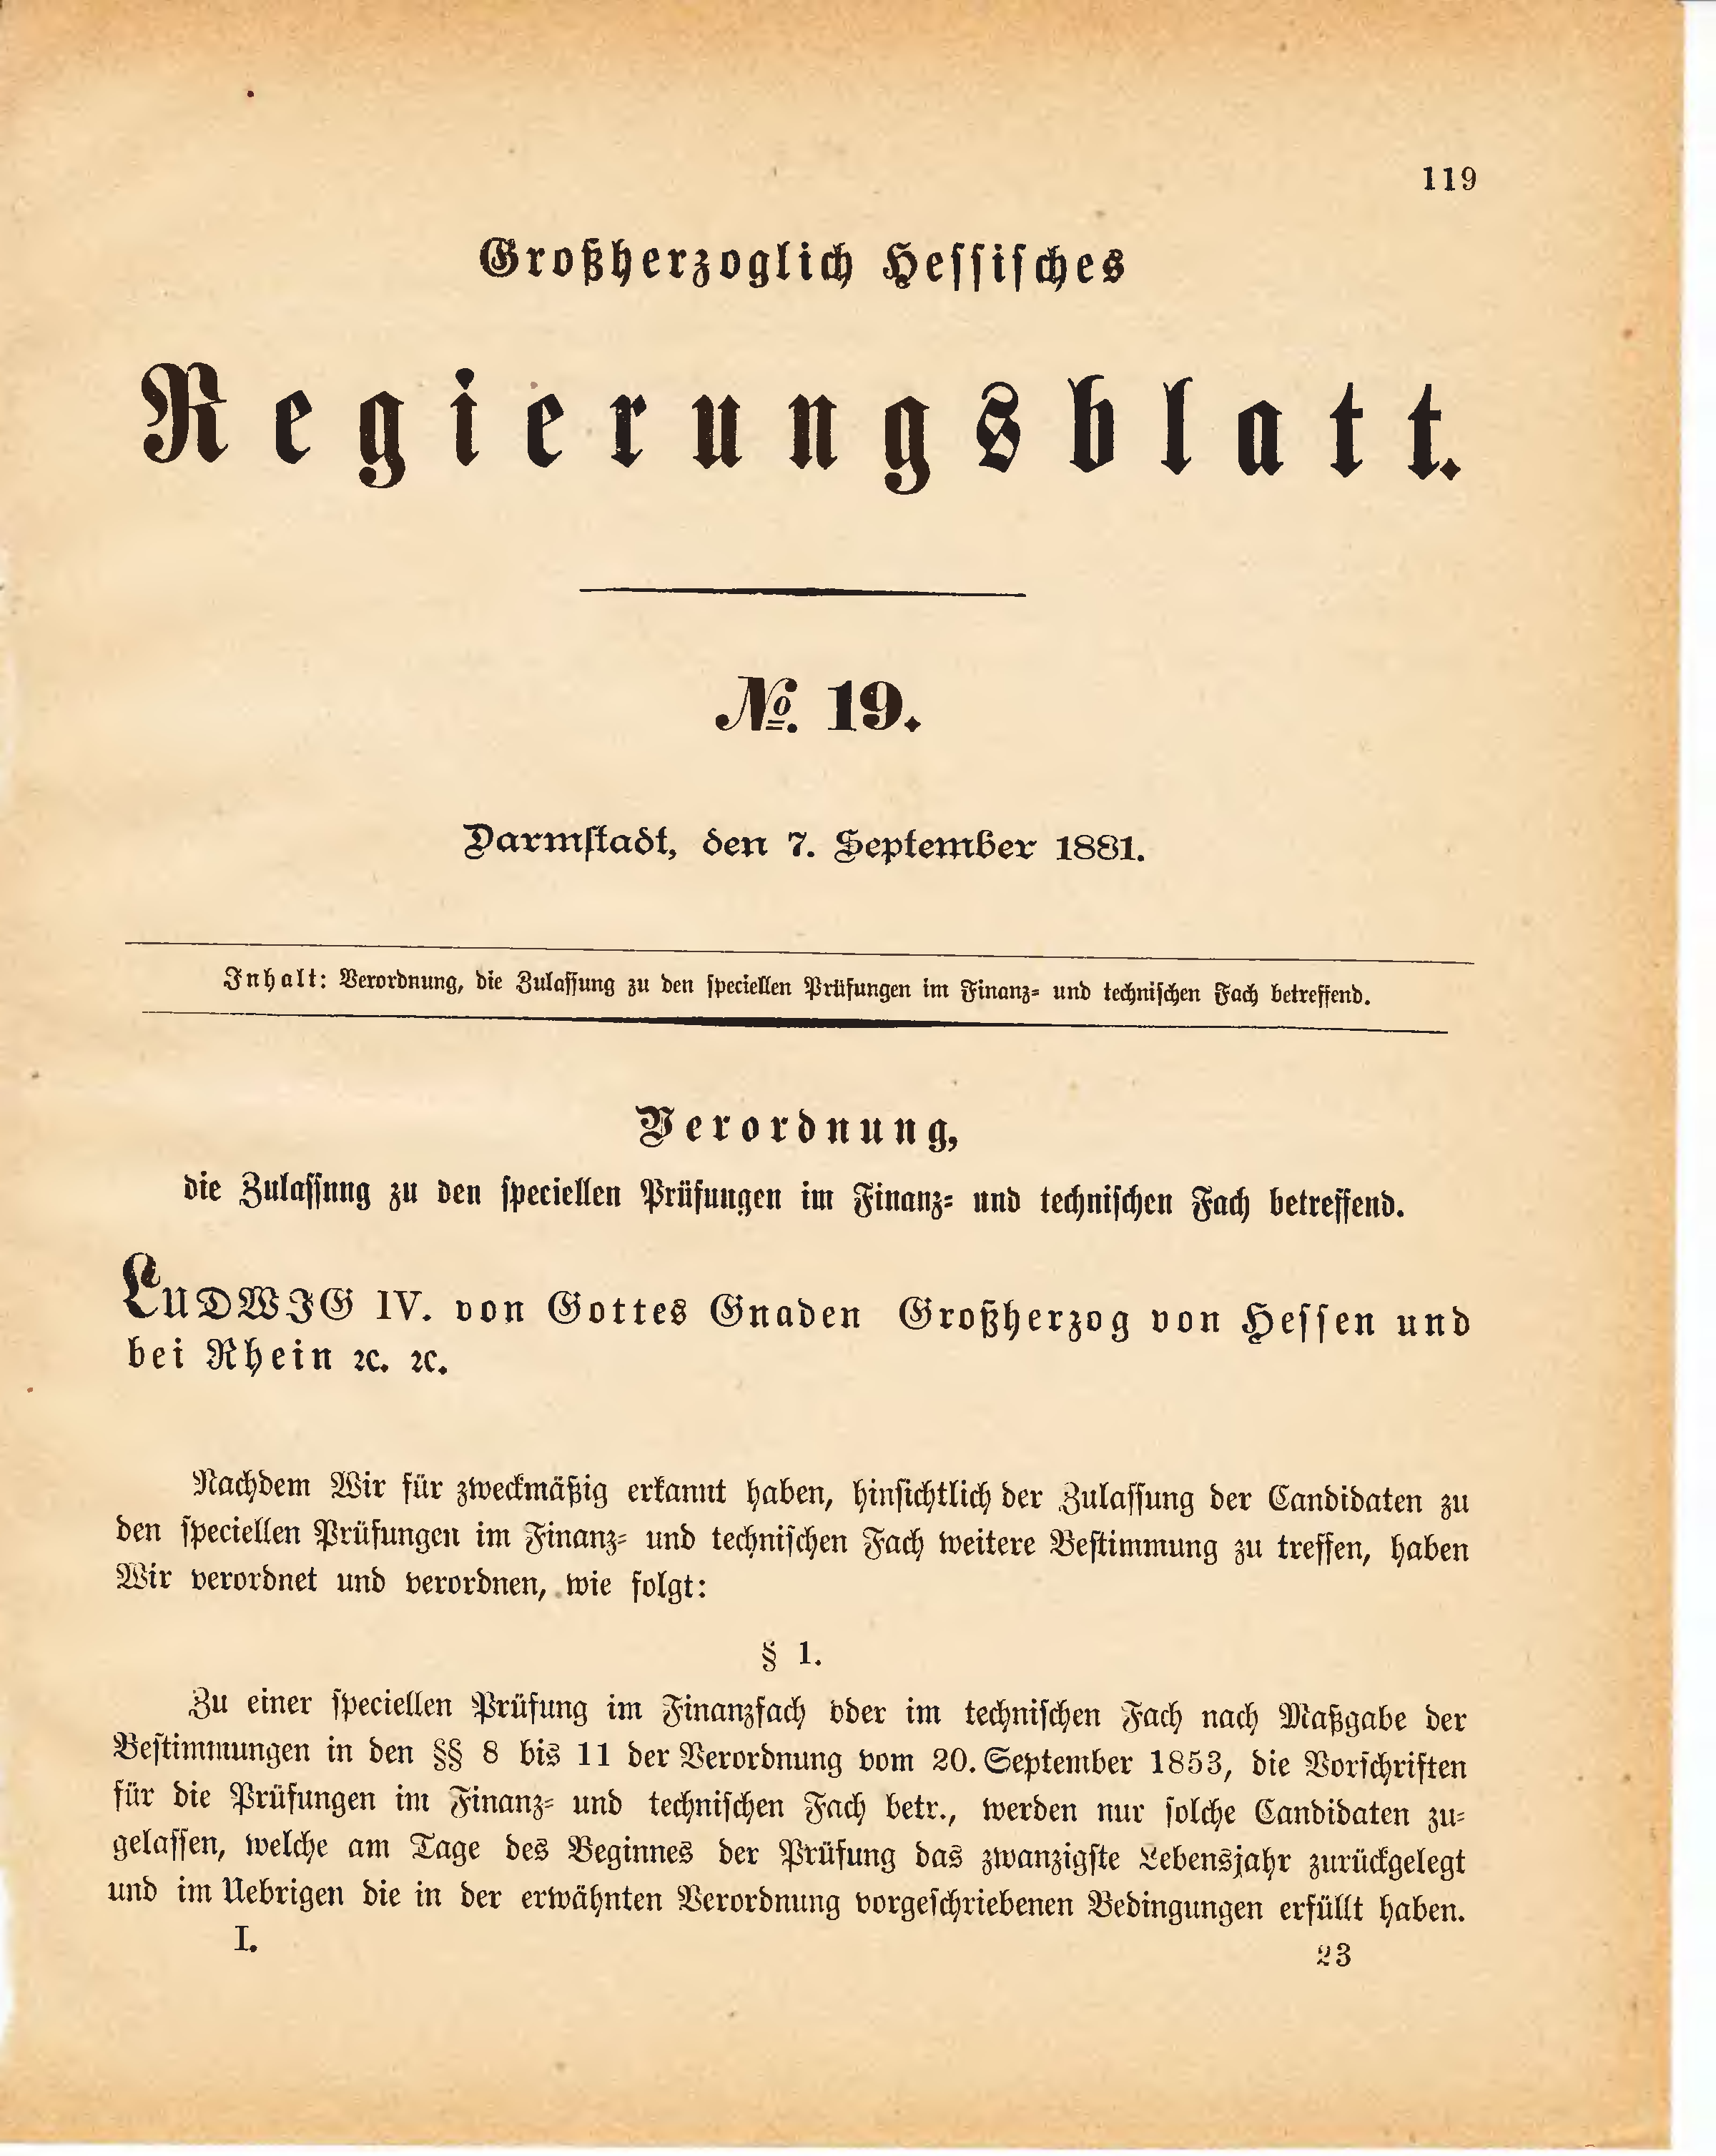 119
Großherzoglich Hessisches
Regierungsblatt.
№. 19.
Darmstadt, den 7. September 1881.
Inhalt: Verordnung, die Zulassung zu den speciellen Prüfungen im Finanz- und technischen Fach betreffend.
Verordnung,
die Zulassung zu den speciellen Prüfungen im Finanz- und technischen Fach betreffend.
LUDWIG IV. von Gottes Gnaden Großherzog von Hessen und
bei Rhein ꝛc. ꝛc.
Nachdem Wir für zweckmäßig erkannt haben, hinsichtlich der Zulassung der Candidaten zu
den speciellen Prüfungen im Finanz- und technischen Fach weitere Bestimmung zu treffen, haben
Wir verordnet und verordnen, wie folgt:
§ 1.
Zu einer speciellen Prüfung im Finanzfach oder im technischen Fach nach Maßgabe der
Bestimmungen in den §§ 8 bis 11 der Verordnung vom 20. September 1853, die Vorschriften
für die Prüfungen im Finanz- und technischen Fach betr., werden nur solche Candidaten zu-
gelassen, welche am Tage des Beginnes der Prüfung das zwanzigste Lebensjahr zurückgelegt
und im Uebrigen die in der erwähnten Verordnung vorgeschriebenen Bedingungen erfüllt haben.
I.
23